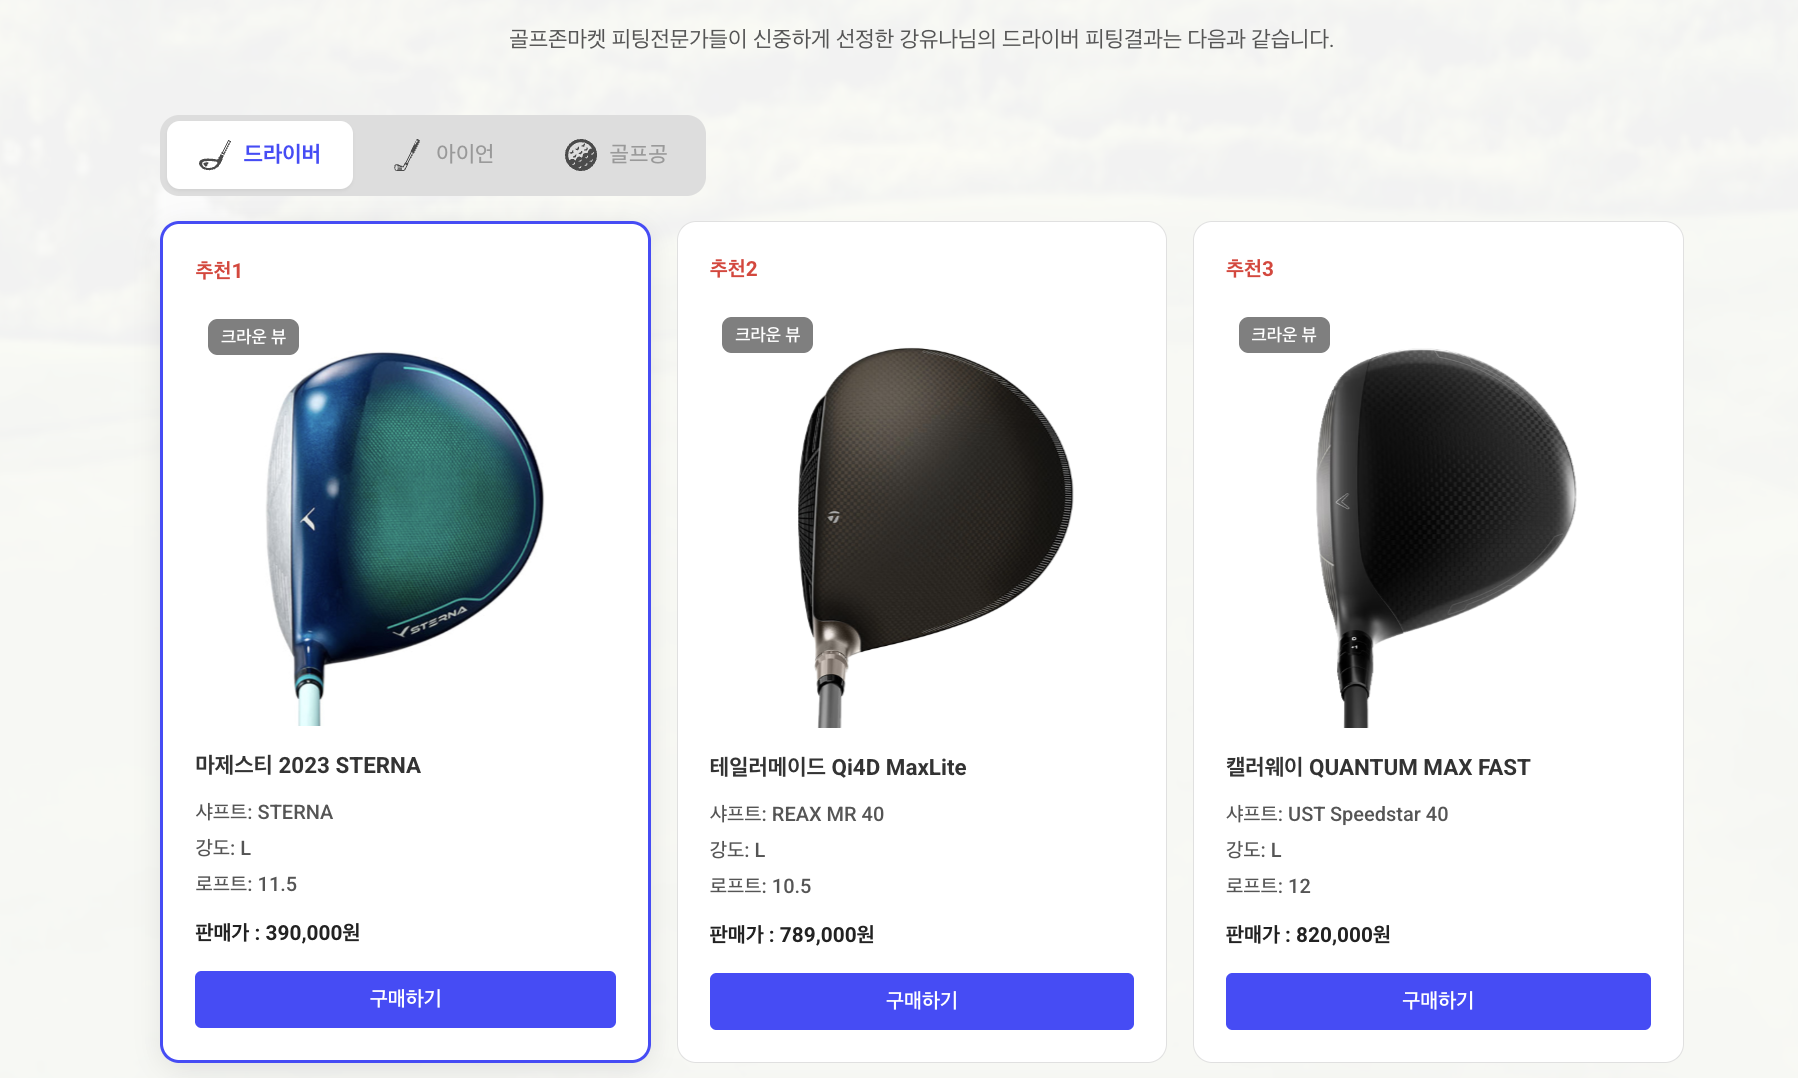 골프존마켓 피팅전문가들이 신중하게 선정한 강유나님의 드라이버 피팅결과는 다음과 같습니다.
드라이버
아이언
골프공
추천1
크라운 뷰
STERNA
마제스티 2023 STERNA
샤프트: STERNA
강도: L
로프트: 11.5
판매가 : 390,000원
구매하기
추천2
크라운 뷰
테일러메이드 Qi4D MaxLite
샤프트: REAX MR 40
강도: L
로프트: 10.5
판매가 : 789,000원
구매하기
추천3
크라운 뷰
캘러웨이 QUANTUM MAX FAST
샤프트: UST Speedstar 40
강도: L
로프트: 12
판매가 : 820,000원
구매하기